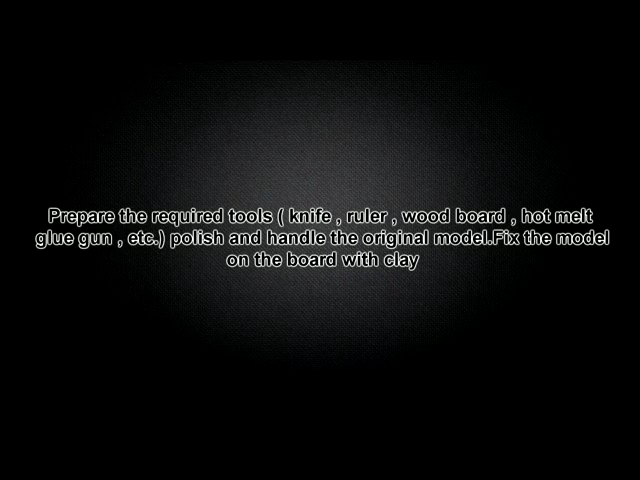 Prepare the required tools ( knife , ruler , wood board , hot melt
glue gun , etc.) polish and handle the original model.Fix the model
on the board with clay